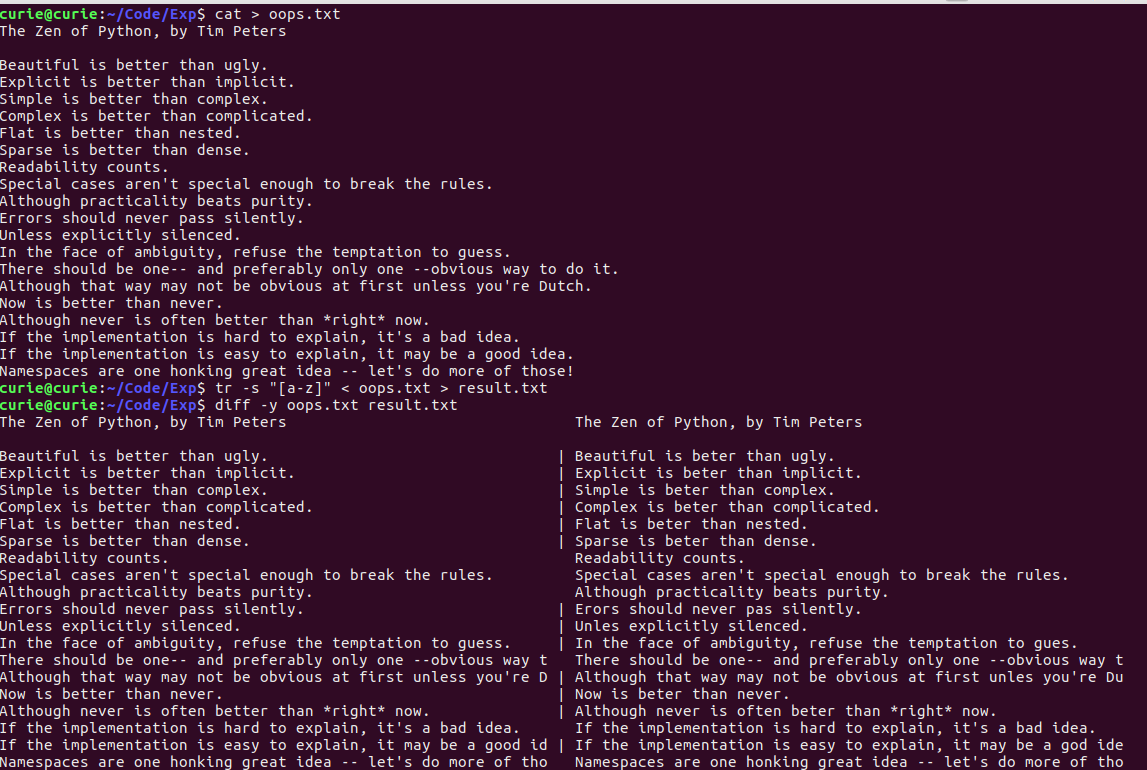 curie@curie:~/Code/Exp$ cat > oops.txt
The Zen of Python, by Tim Peters

Beautiful is better than ugly.
Explicit is better than implicit.
Simple is better than complex.
Complex is better than complicated.
Flat is better than nested.
Sparse is better than dense.
Readability counts.
Special cases aren't special enough to break the rules.
Although practicality beats purity.
Errors should never pass silently.
Unless explicitly silenced.
In the face of ambiguity, refuse the temptation to guess.
There should be one-- and preferably only one --obvious way to do it.
Although that way may not be obvious at first unless you're Dutch.
Now is better than never.
Although never is often better than *right* now.
If the implementation is hard to explain, it's a bad idea.
If the implementation is easy to explain, it may be a good idea.
Namespaces are one honking great idea -- let's do more of those!
curie@curie:~/Code/Exp$ tr -s "[a-z]" < oops.txt > result.txt
curie@curie:~/Code/Exp$ diff -y oops.txt result.txt
The Zen of Python, by Tim Peters                                The Zen of Python, by Tim Peters

Beautiful is better than ugly.                                | Beautiful is beter than ugly.
Explicit is better than implicit.                             | Explicit is beter than implicit.
Simple is better than complex.                                | Simple is beter than complex.
Complex is better than complicated.                           | Complex is beter than complicated.
Flat is better than nested.                                   | Flat is beter than nested.
Sparse is better than dense.                                  | Sparse is beter than dense.
Readability counts.                                             Readability counts.
Special cases aren't special enough to break the rules.         Special cases aren't special enough to break the rules.
Although practicality beats purity.                             Although practicality beats purity.
Errors should never pass silently.                            | Erors should never pas silently.
Unless explicitly silenced.                                   | Unles explicitly silenced.
In the face of ambiguity, refuse the temptation to guess.     | In the face of ambiguity, refuse the temptation to gues.
There should be one-- and preferably only one --obvious way t   There should be one-- and preferably only one --obvious way t
Although that way may not be obvious at first unless you're D | Although that way may not be obvious at first unles you're Du
Now is better than never.                                     | Now is beter than never.
Although never is often better than *right* now.              | Although never is often beter than *right* now.
If the implementation is hard to explain, it's a bad idea.      If the implementation is hard to explain, it's a bad idea.
If the implementation is easy to explain, it may be a good id | If the implementation is easy to explain, it may be a god ide
Namespaces are one honking great idea -- let's do more of tho   Namespaces are one honking great idea -- let's do more of tho